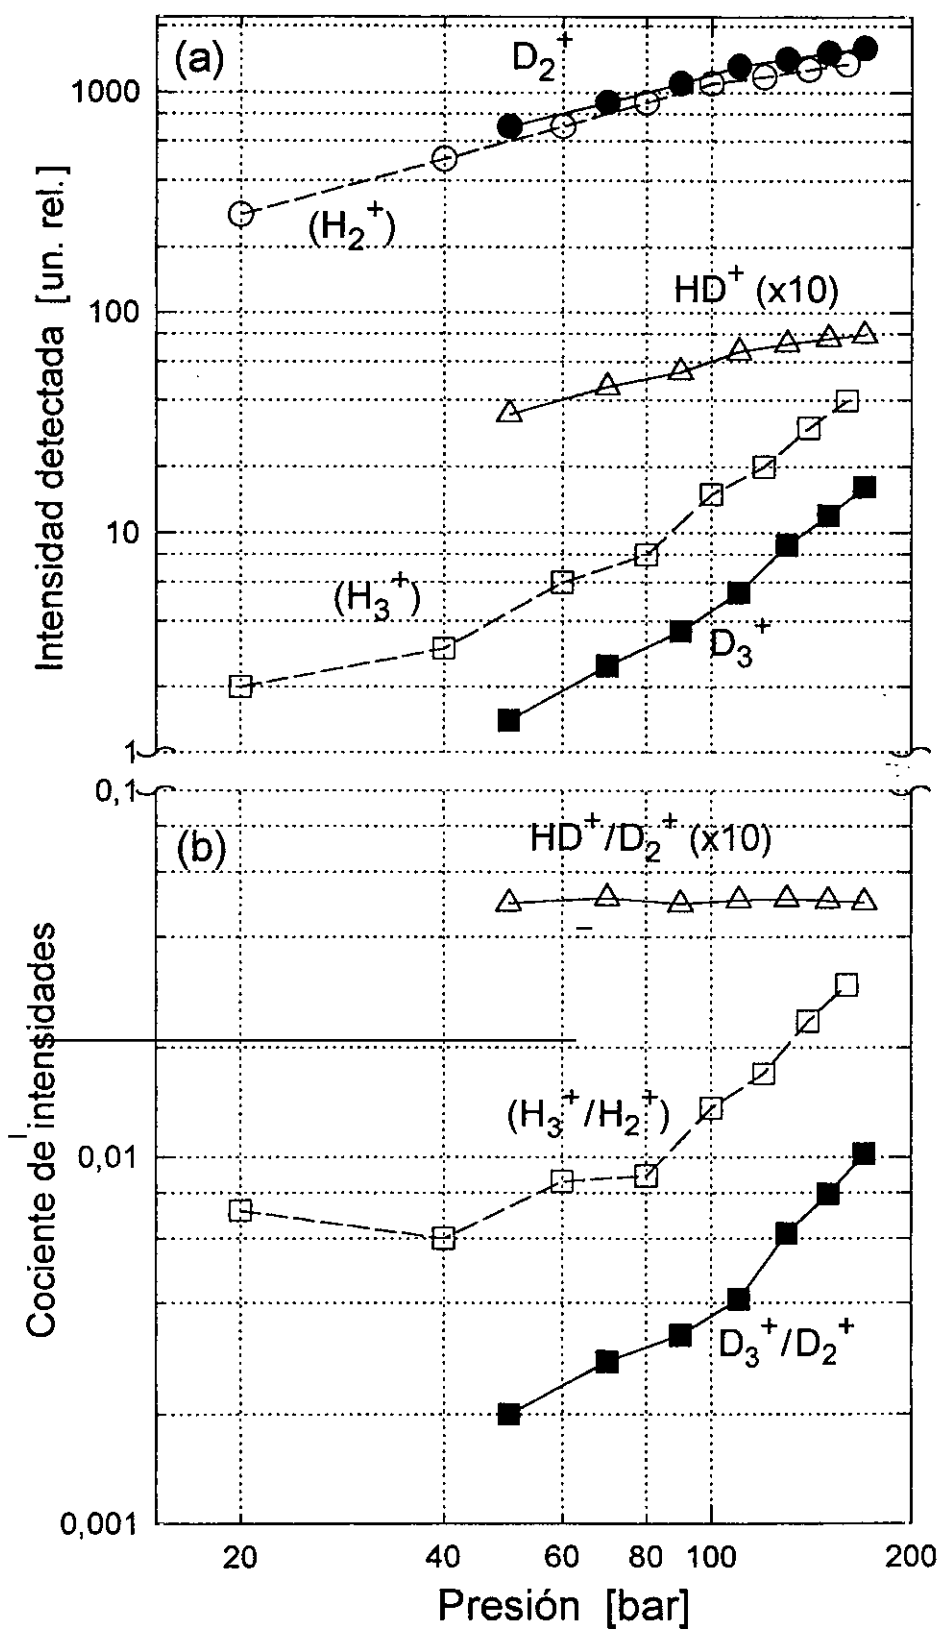 (a)
D2+
1000
(H2+)
HD+ (x10)
100
10
(H3+)
D3+
1
Intensidad detectada [un. rel.]
0,1
(b)
HD+/D2+ (x10)
(H3+/H2+)
0,01
D3+/D2+
0,001
Cociente de intensidades
20 40 60 80 100 200
Presión [bar]